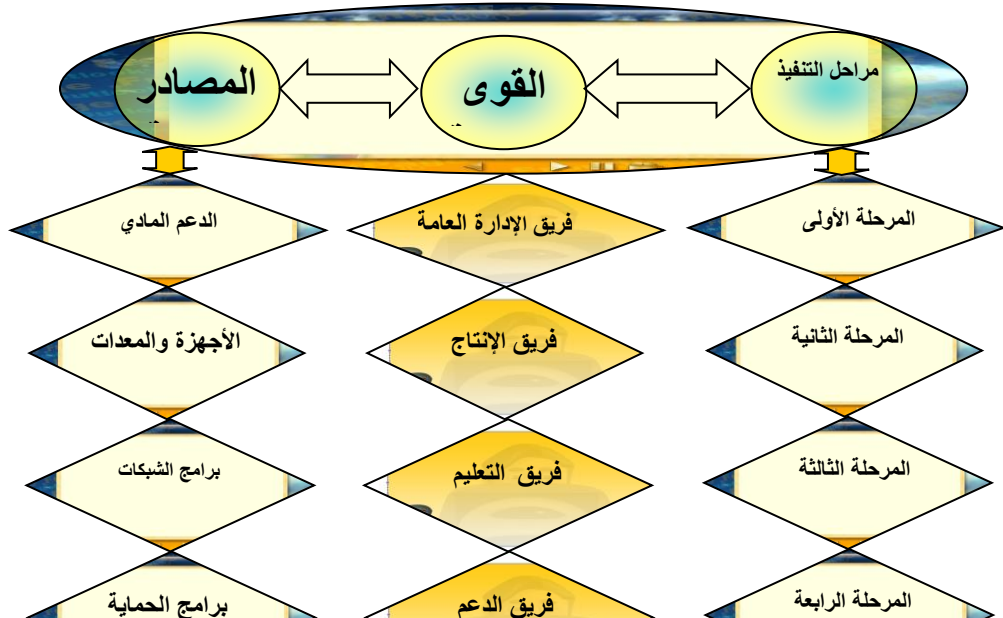 مراحل التنفيذ
القوى
المصادر
المرحلة الأولى
فريق الإدارة العامة
الدعم المادي
المرحلة الثانية
فريق الإنتاج
الأجهزة والمعدات
المرحلة الثالثة
فريق التعليم
برامج الشبكات
المرحلة الرابعة
فريق الدعم
برامج الحماية